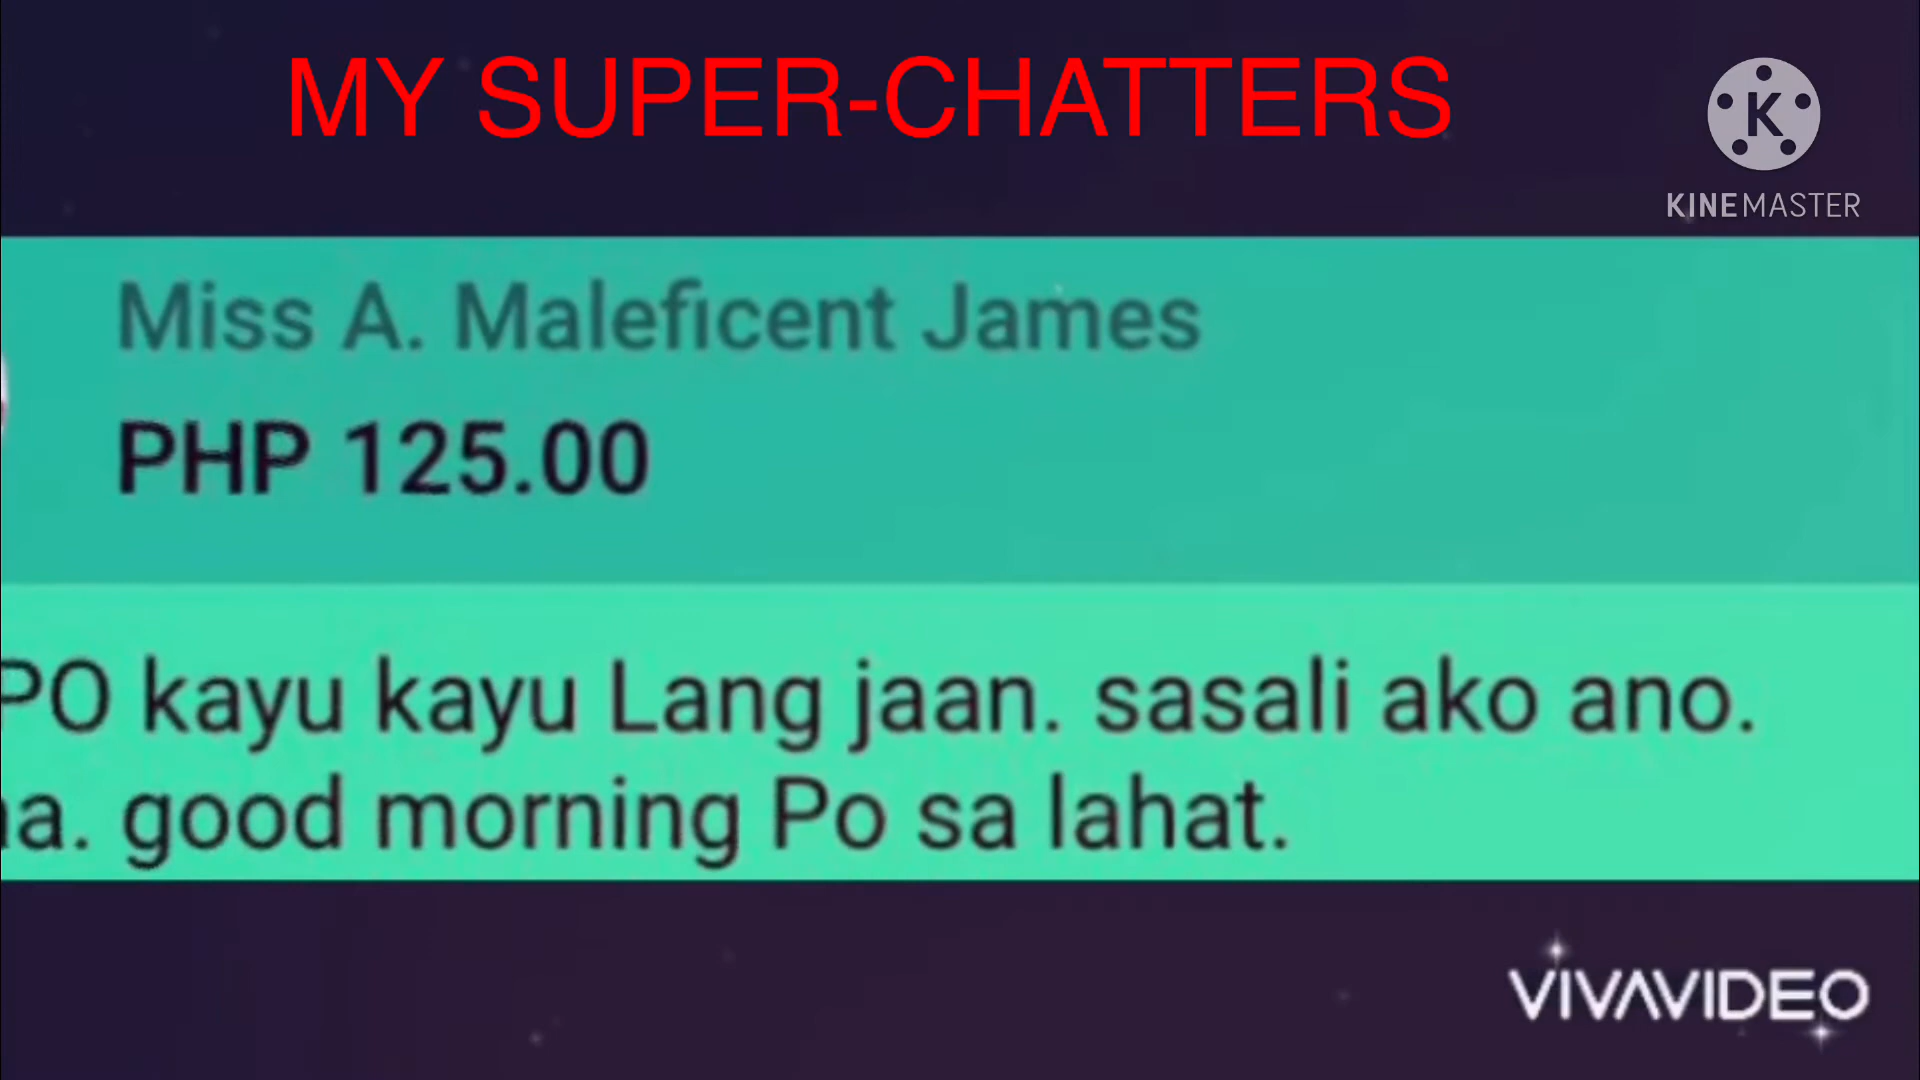 MY SUPER-CHATTERS
K
KINEMASTER
Miss A. Maleficent James
PHP 125.00
PO kayu kayu Lang jaan. sasali ako ano.
good morning Po sa lahat.
VIVAVIDEO